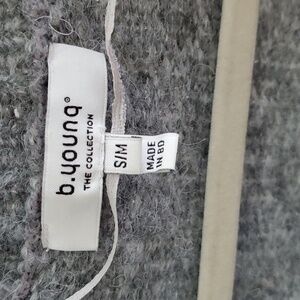 b.young®
THE COLLECTION
S/M
MADE
IN BD